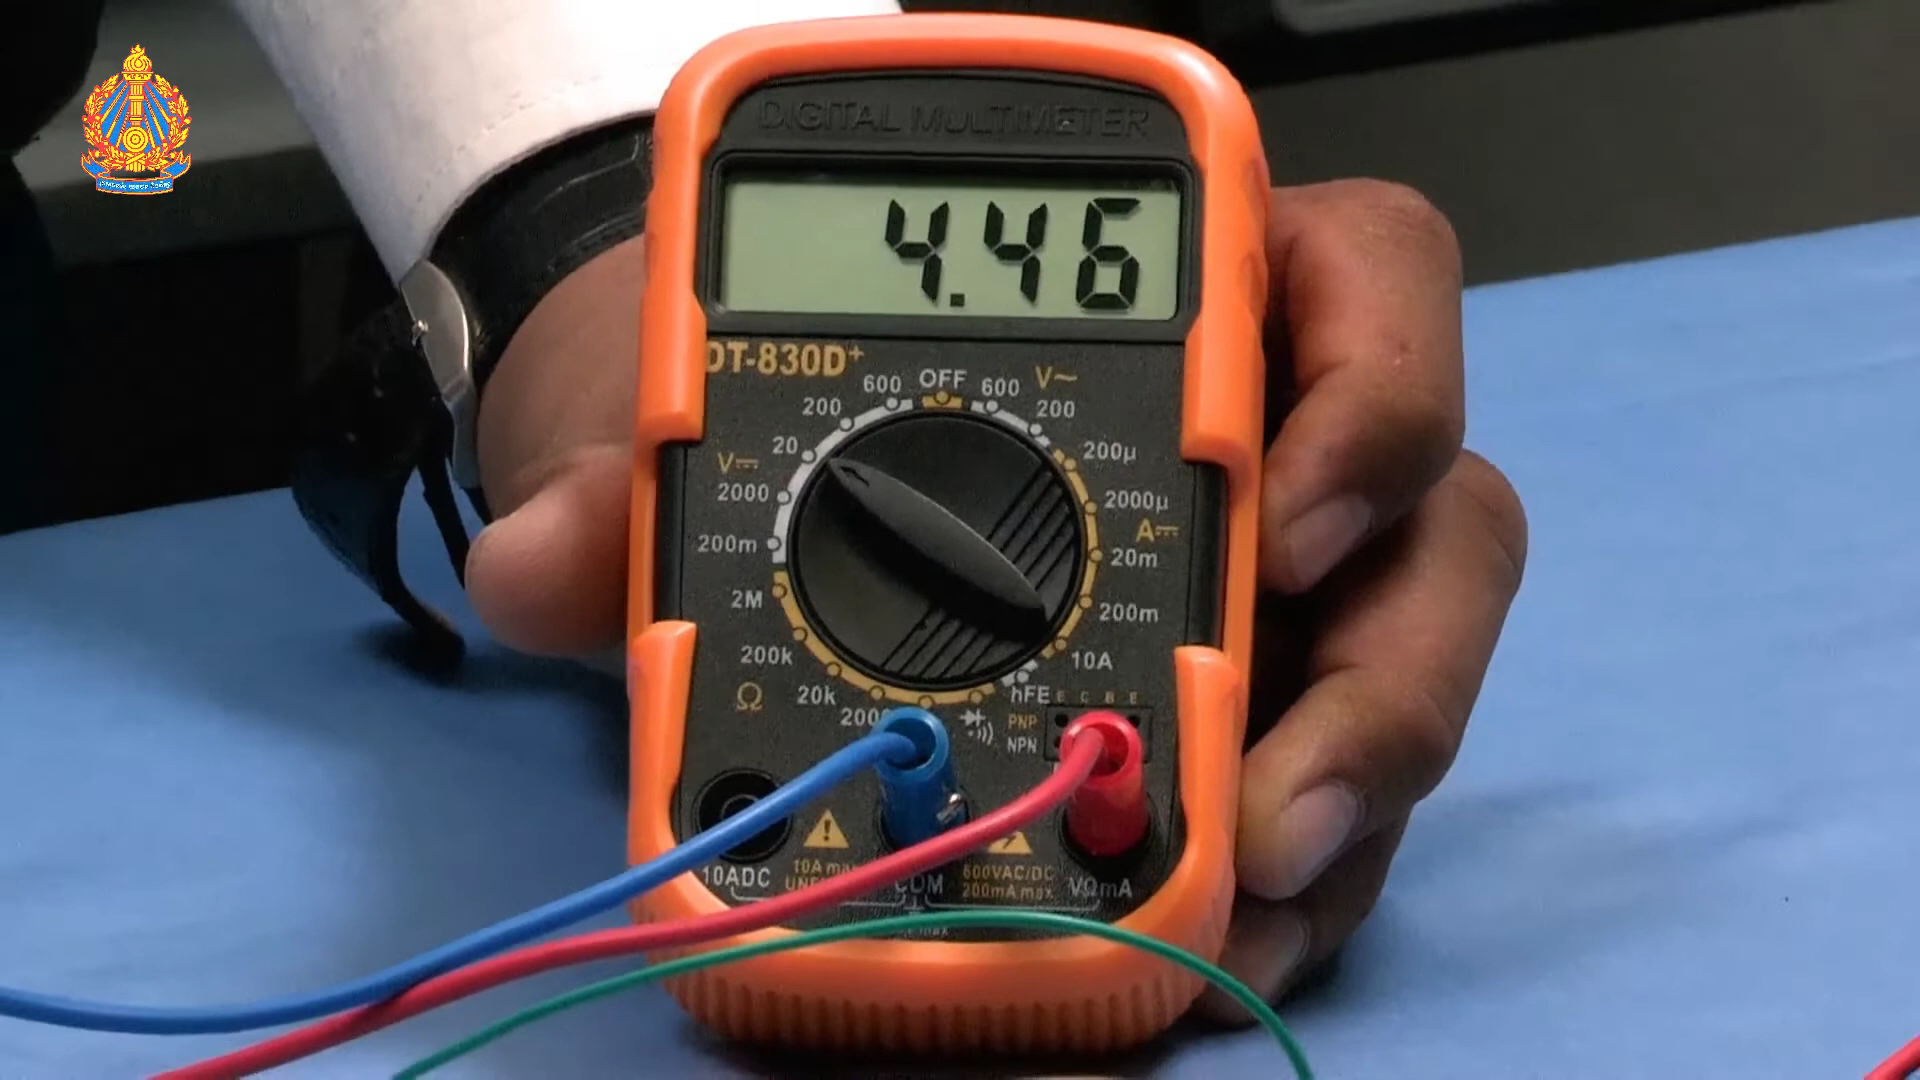 DIGITAL MULTIMETER
4.46
DT-830D+
OFF
600
600
V~
200
200
20
200µ
V⎓
2000
2000µ
A⎓
200m
20m
2M
200m
200k
10A
Ω
20k
hFE
E C B E
PNP
NPN
10A
10ADC
COM
600VAC/DC
200mA max
VΩmA
max